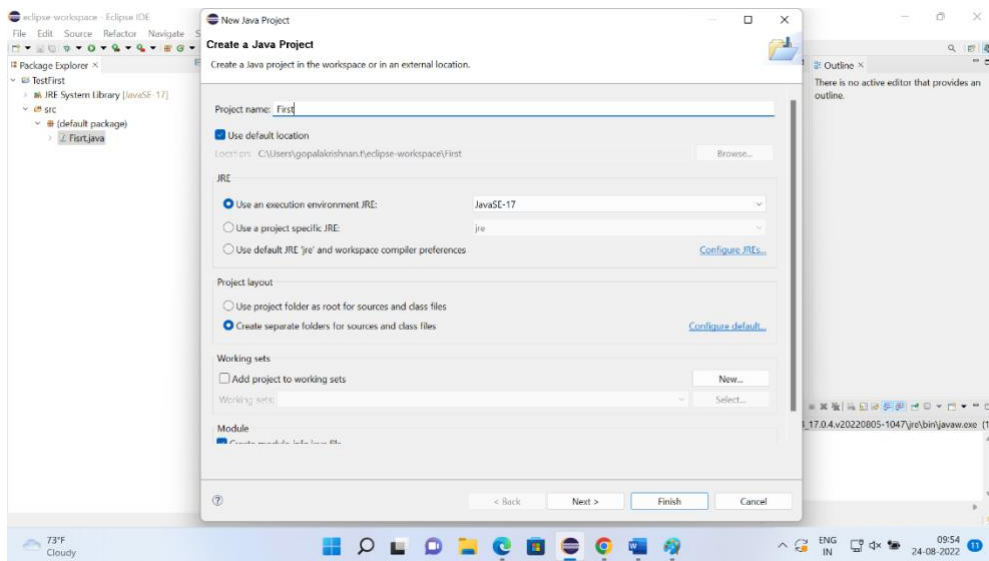 eclipse-workspace - Eclipse IDE
File Edit Source Refactor Navigate
Package Explorer ×
TestFirst
JRE System Library [JavaSE-17]
src
(default package)
Fisrt.java
New Java Project
Create a Java Project
Create a Java project in the workspace or in an external location.
Project name: First
Use default location
Location: C:\Users\gopalakrishnan.f\eclipse-workspace\First Browse...
JRE
Use an execution environment JRE: JavaSE-17
Use a project specific JRE: jre
Use default JRE 'jre' and workspace compiler preferences Configure JREs...
Project layout
Use project folder as root for sources and class files
Create separate folders for sources and class files Configure default...
Working sets
Add project to working sets New...
Working sets: Select...
Module
Create module-info.java file
< Back Next > Finish Cancel
Outline ×
There is no active editor that provides an
outline.
_17.0.4.v20220805-1047\jre\bin\javaw.exe (1
73°F
Cloudy
ENG
IN
09:54
24-08-2022
11